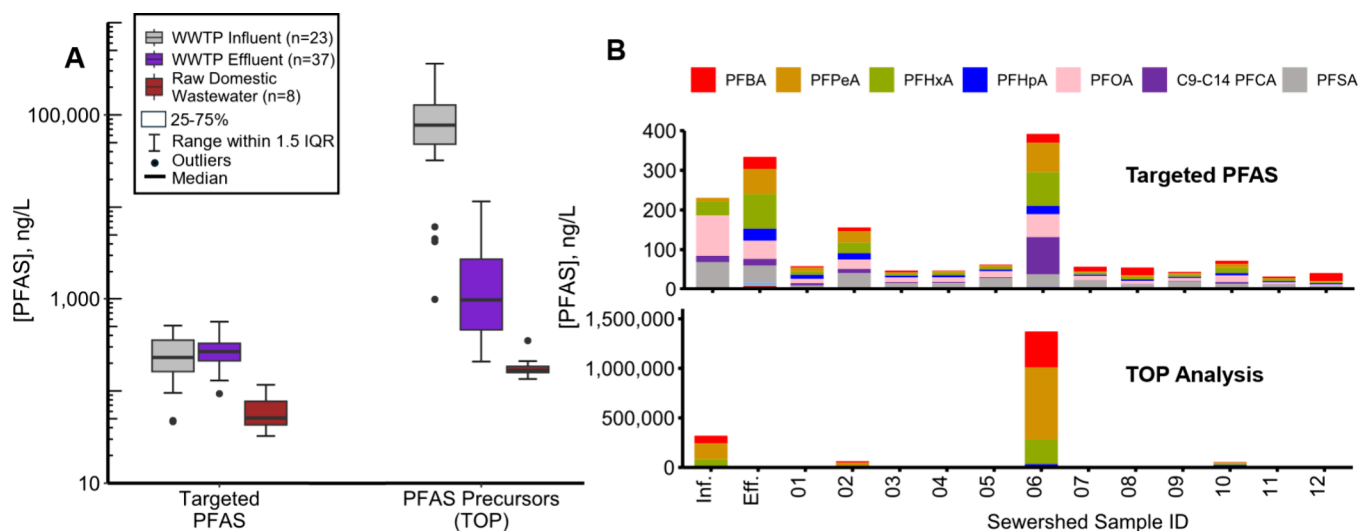 A
WWTP Influent (n=23)
WWTP Effluent (n=37)
Raw Domestic
Wastewater (n=8)
25-75%
Range within 1.5 IQR
Outliers
Median
[PFAS], ng/L
100,000
1,000
10
Targeted
PFAS
PFAS Precursors
(TOP)
B
PFBA PFPeA PFHxA PFHpA PFOA C9-C14 PFCA PFSA
[PFAS], ng/L
400
300
200
100
0
Targeted PFAS
1,500,000
1,000,000
500,000
0
TOP Analysis
Inf. Eff. 01 02 03 04 05 06 07 08 09 10 11 12
Sewershed Sample ID